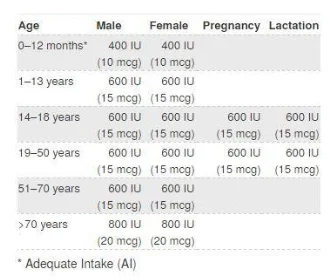 Age Male Female Pregnancy Lactation
0–12 months* 400 IU 400 IU
(10 mcg) (10 mcg)
1–13 years 600 IU 600 IU
(15 mcg) (15 mcg)
14–18 years 600 IU 600 IU 600 IU 600 IU
(15 mcg) (15 mcg) (15 mcg) (15 mcg)
19–50 years 600 IU 600 IU 600 IU 600 IU
(15 mcg) (15 mcg) (15 mcg) (15 mcg)
51–70 years 600 IU 600 IU
(15 mcg) (15 mcg)
>70 years 800 IU 800 IU
(20 mcg) (20 mcg)
* Adequate Intake (AI)